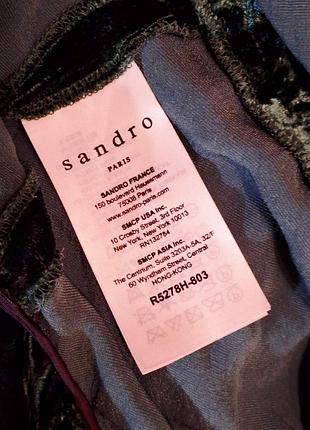 sandro
PARIS
SANDRO FRANCE
150 boulevard Haussmann
75008 Paris
www.sandro-paris.com
SMCP USA Inc.
10 Crosby Street, 3rd Floor
New York, New York 10013
RN132784
SMCP ASIA Inc.
The Centrium, Suite 3203A-5A, 32/F
60 Wyndham Street, Central
HONG-KONG
R5278H-803